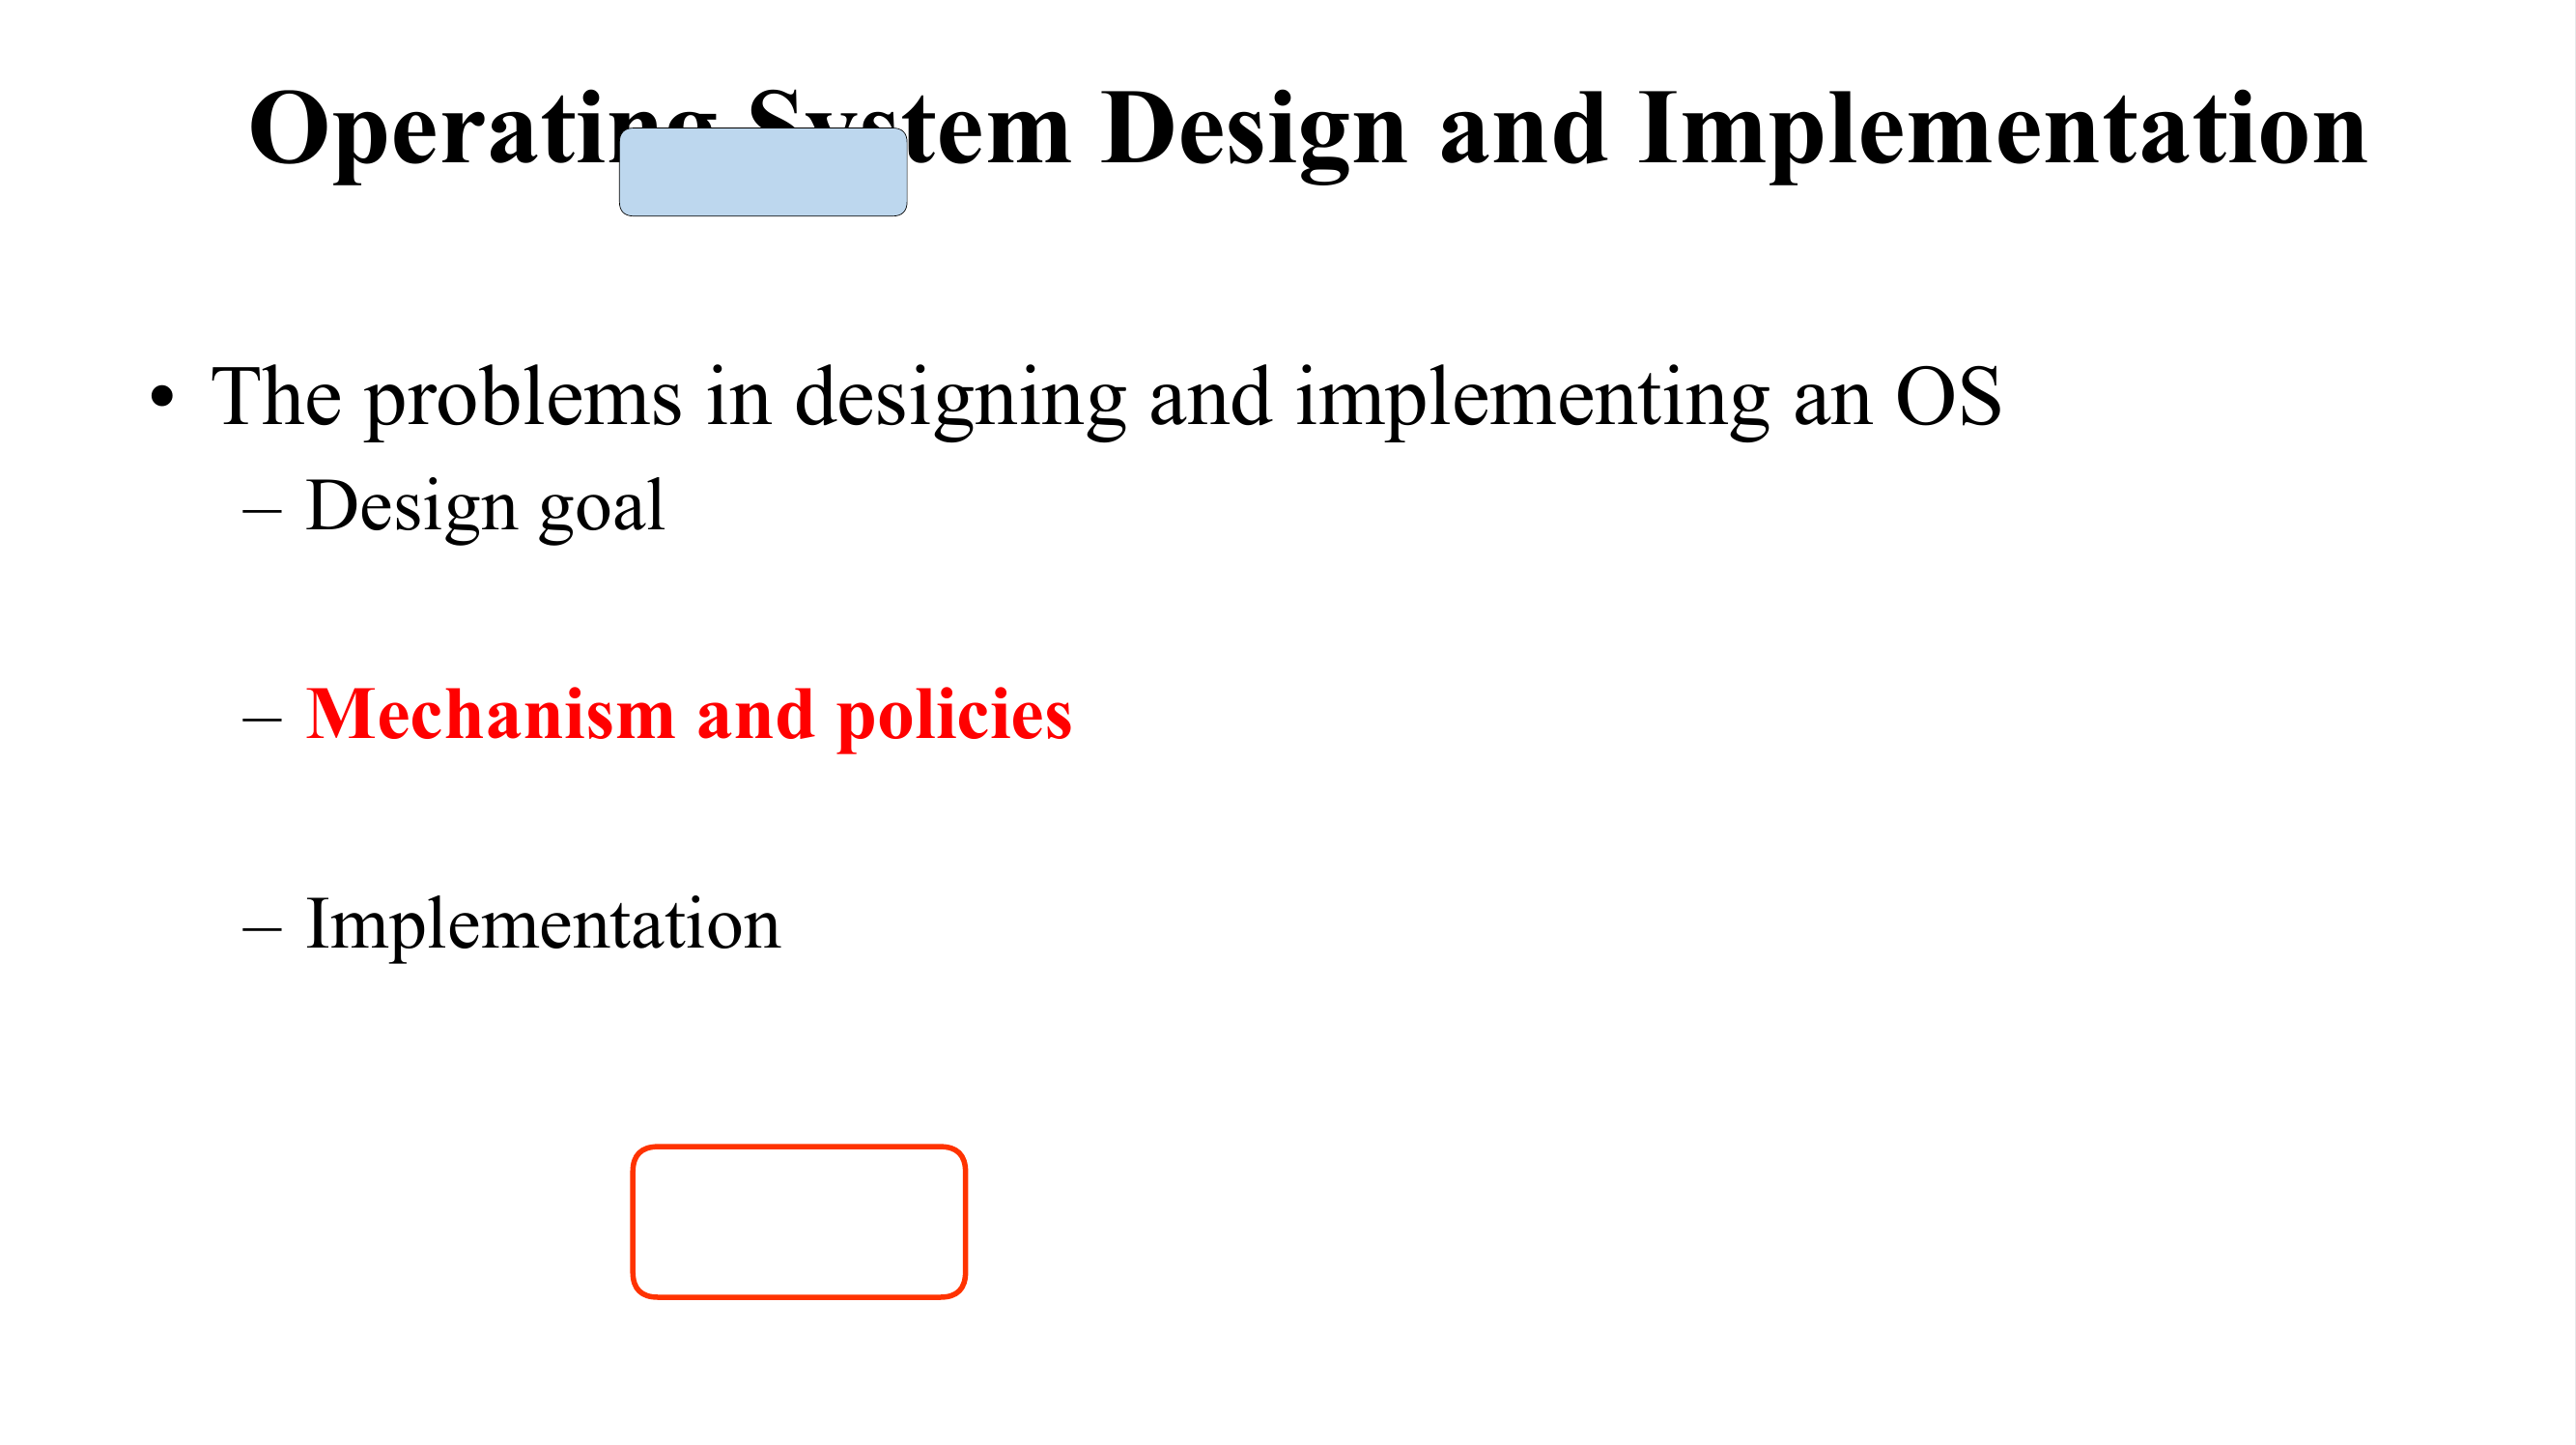 Operating System Design and Implementation
• The problems in designing and implementing an OS
– Design goal
– Mechanism and policies
– Implementation